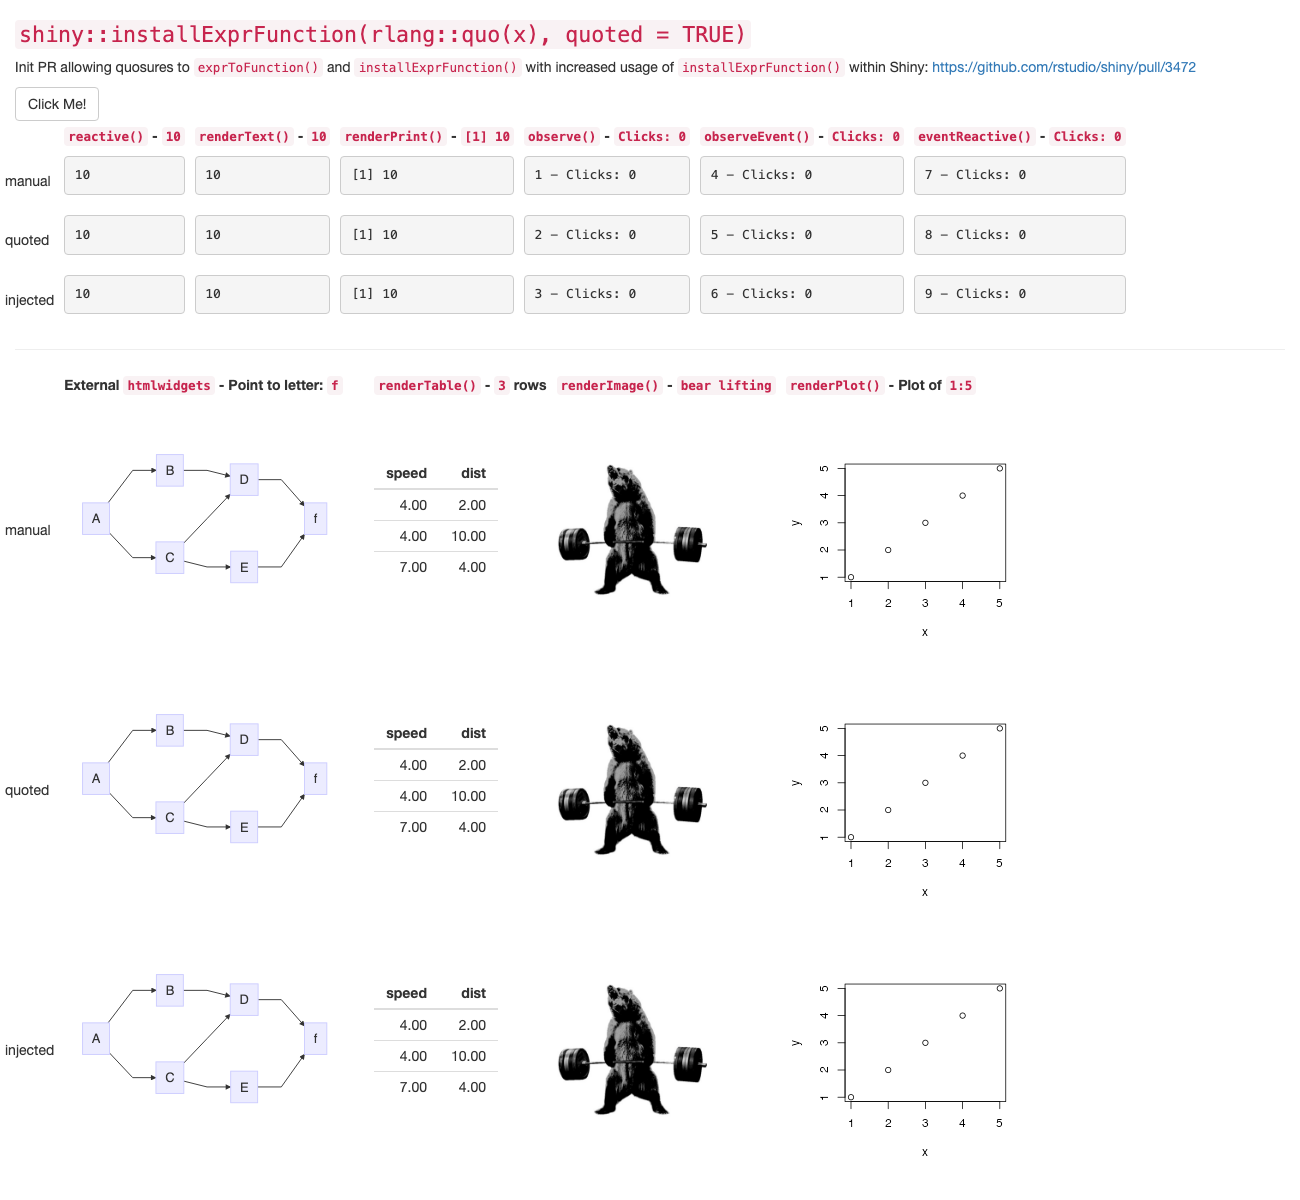 shiny::installExprFunction(rlang::quo(x), quoted = TRUE)
Init PR allowing quosures to exprToFunction() and installExprFunction() with increased usage of installExprFunction() within Shiny: https://github.com/rstudio/shiny/pull/3472
Click Me!
reactive() - 10 renderText() - 10 renderPrint() - [1] 10 observe() - Clicks: 0 observeEvent() - Clicks: 0 eventReactive() - Clicks: 0
manual 10 10 [1] 10 1 – Clicks: 0 4 – Clicks: 0 7 – Clicks: 0
quoted 10 10 [1] 10 2 – Clicks: 0 5 – Clicks: 0 8 – Clicks: 0
injected 10 10 [1] 10 3 – Clicks: 0 6 – Clicks: 0 9 – Clicks: 0
External htmlwidgets - Point to letter: f renderTable() - 3 rows renderImage() - bear lifting renderPlot() - Plot of 1:5
manual
A
B
C
D
E
f
speed dist
4.00 2.00
4.00 10.00
7.00 4.00
y
5
4
3
2
1
1 2 3 4 5
x
quoted
A
B
C
D
E
f
speed dist
4.00 2.00
4.00 10.00
7.00 4.00
y
5
4
3
2
1
1 2 3 4 5
x
injected
A
B
C
D
E
f
speed dist
4.00 2.00
4.00 10.00
7.00 4.00
y
5
4
3
2
1
1 2 3 4 5
x